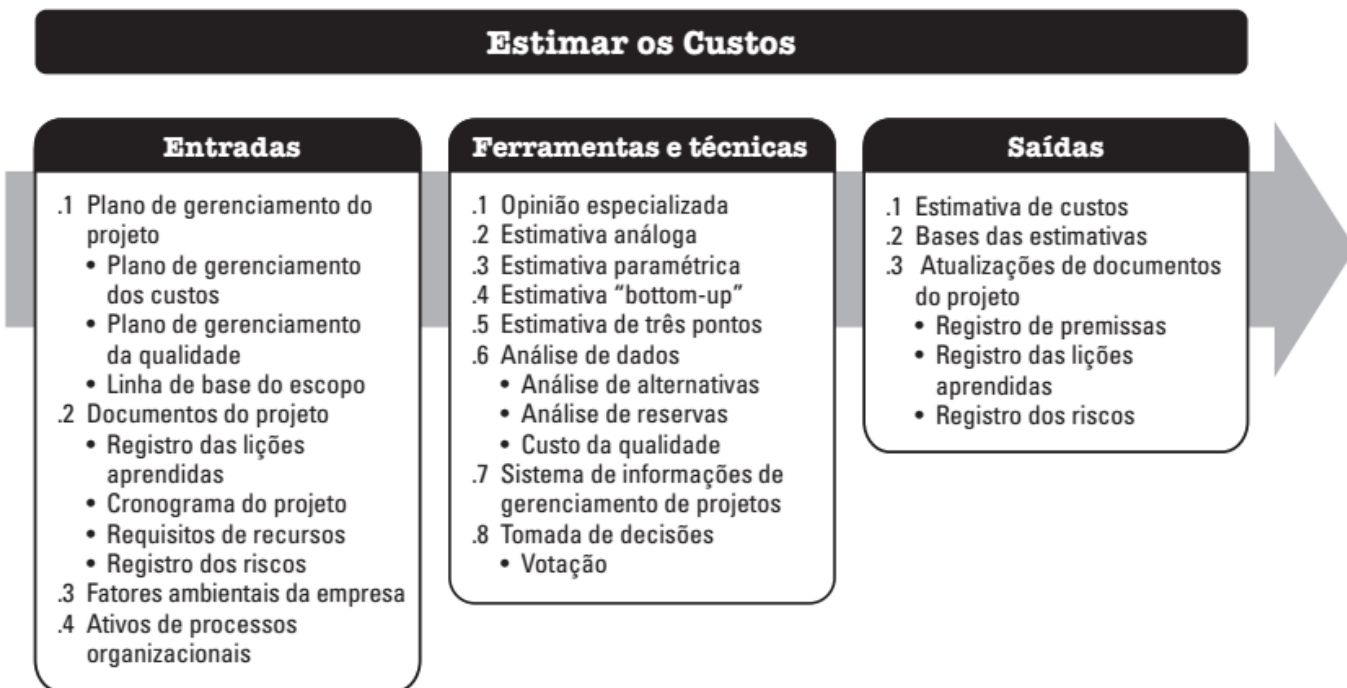 Estimar os Custos
Entradas
.1 Plano de gerenciamento do
projeto
• Plano de gerenciamento
dos custos
• Plano de gerenciamento
da qualidade
• Linha de base do escopo
.2 Documentos do projeto
• Registro das lições
aprendidas
• Cronograma do projeto
• Requisitos de recursos
• Registro dos riscos
.3 Fatores ambientais da empresa
.4 Ativos de processos
organizacionais
Ferramentas e técnicas
.1 Opinião especializada
.2 Estimativa análoga
.3 Estimativa paramétrica
.4 Estimativa “bottom-up”
.5 Estimativa de três pontos
.6 Análise de dados
• Análise de alternativas
• Análise de reservas
• Custo da qualidade
.7 Sistema de informações de
gerenciamento de projetos
.8 Tomada de decisões
• Votação
Saídas
.1 Estimativa de custos
.2 Bases das estimativas
.3 Atualizações de documentos
do projeto
• Registro de premissas
• Registro das lições
aprendidas
• Registro dos riscos